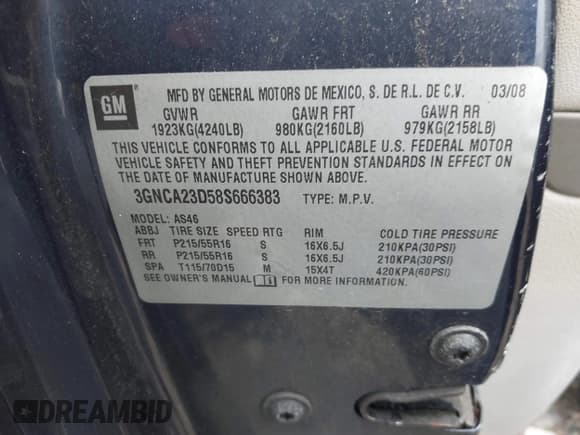 GM
MFD BY GENERAL MOTORS DE MEXICO, S. DE R.L. DE C.V. 03/08
GVWR GAWR FRT GAWR RR
1923KG(4240LB) 980KG(2160LB) 979KG(2158LB)
THIS VEHICLE CONFORMS TO ALL APPLICABLE U.S. FEDERAL MOTOR
VEHICLE SAFETY AND THEFT PREVENTION STANDARDS IN EFFECT ON
THE DATE OF MANUFACTURE SHOWN ABOVE.
3GNCA23D58S666383 TYPE: M.P.V.
MODEL: AS46
ABBJ TIRE SIZE SPEED RTG RIM COLD TIRE PRESSURE
FRT P215/55R16 S 16X6.5J 210KPA(30PSI)
RR P215/55R16 S 16X6.5J 210KPA(30PSI)
SPA T115/70D15 M 15X4T 420KPA(60PSI)
SEE OWNER'S MANUAL i FOR MORE INFORMATION.
DREAMBID